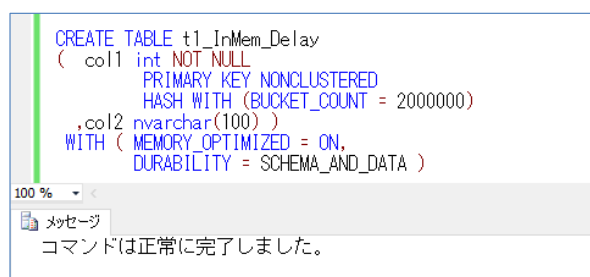 CREATE TABLE t1_InMem_Delay
( col1 int NOT NULL
PRIMARY KEY NONCLUSTERED
HASH WITH (BUCKET_COUNT = 2000000)
,col2 nvarchar(100) )
WITH ( MEMORY_OPTIMIZED = ON,
DURABILITY = SCHEMA_AND_DATA )
100 %
メッセージ
コマンドは正常に完了しました。